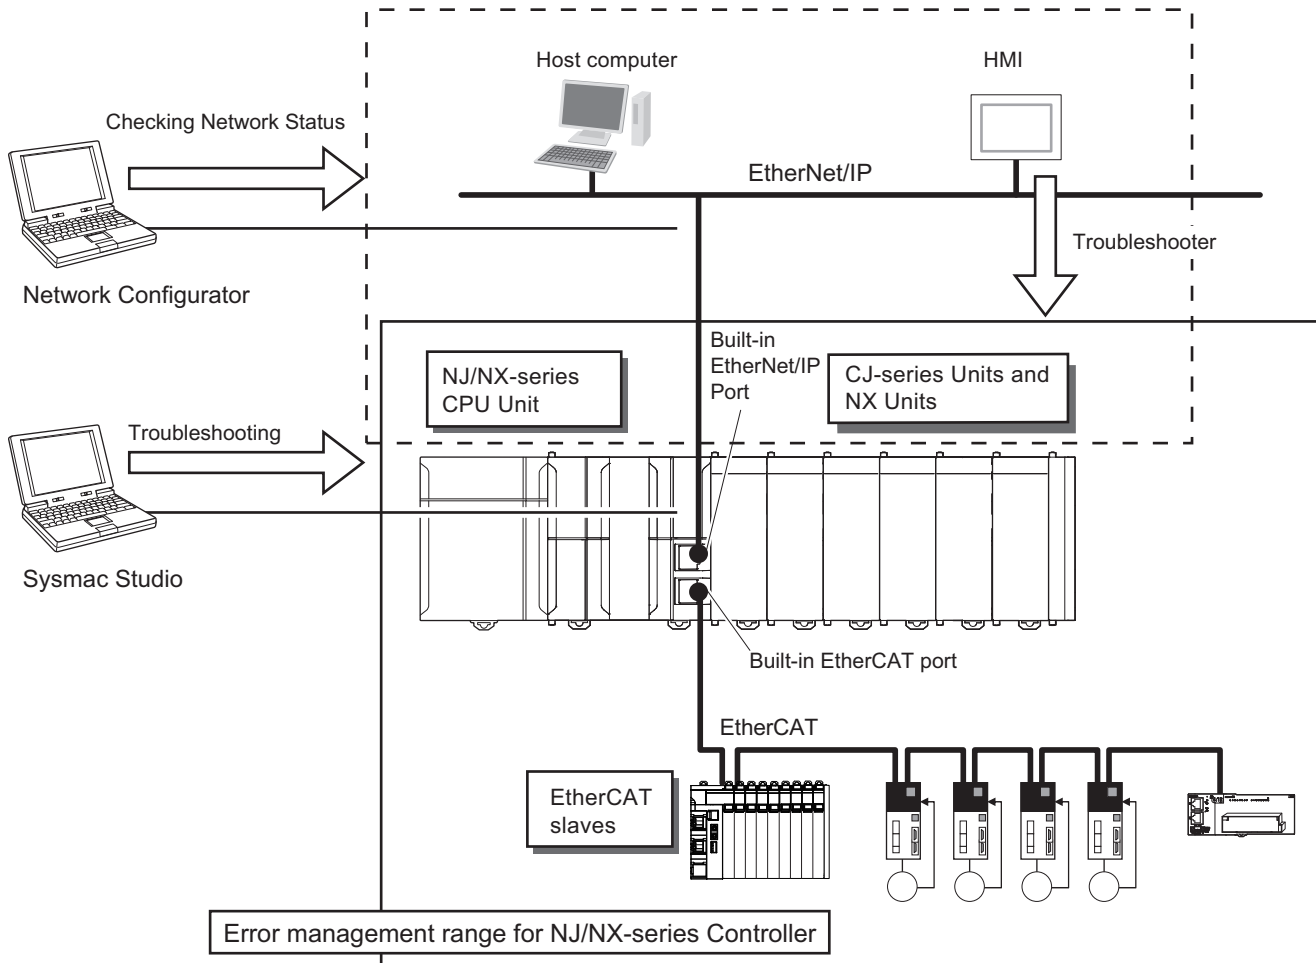 Host computer
HMI
Checking Network Status
EtherNet/IP
Troubleshooter
Network Configurator
Built-in
EtherNet/IP
Port
NJ/NX-series
CPU Unit
CJ-series Units and
NX Units
Troubleshooting
Sysmac Studio
Built-in EtherCAT port
EtherCAT
EtherCAT
slaves
Error management range for NJ/NX-series Controller